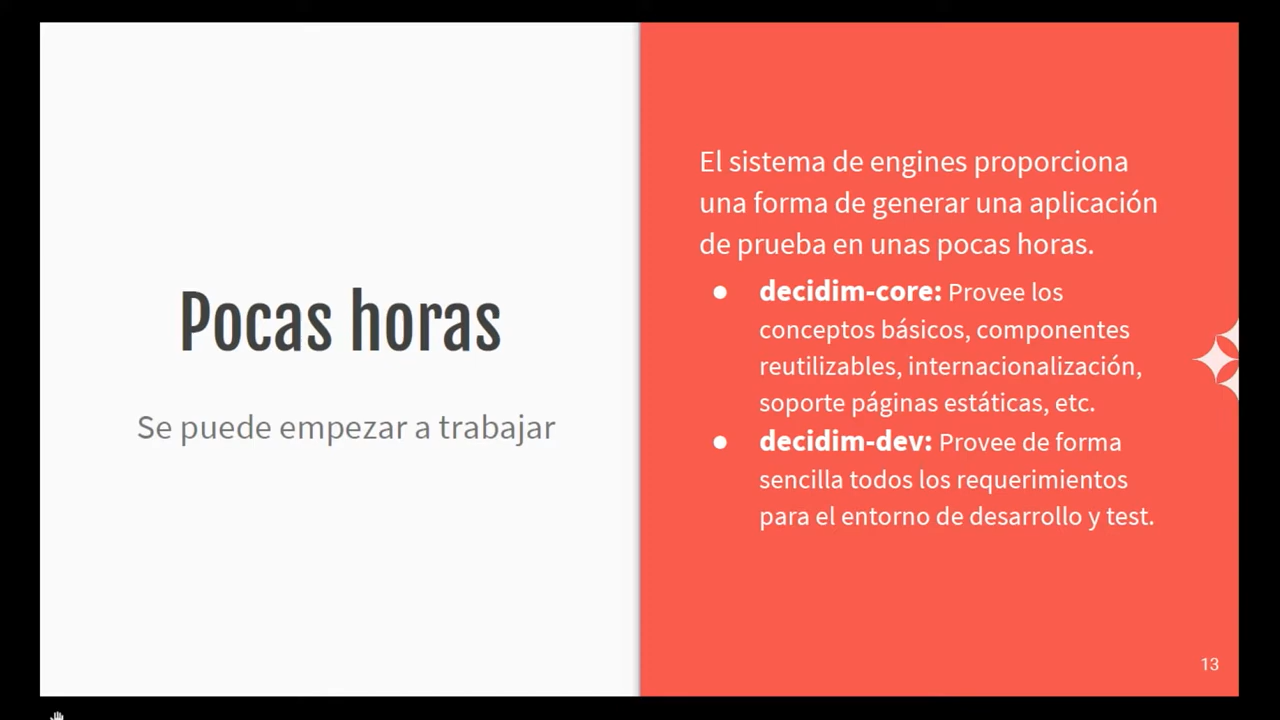 Pocas horas
Se puede empezar a trabajar
El sistema de engines proporciona
una forma de generar una aplicación
de prueba en unas pocas horas.
● decidim-core: Provee los
conceptos básicos, componentes
reutilizables, internacionalización,
soporte páginas estáticas, etc.
● decidim-dev: Provee de forma
sencilla todos los requerimientos
para el entorno de desarrollo y test.
13